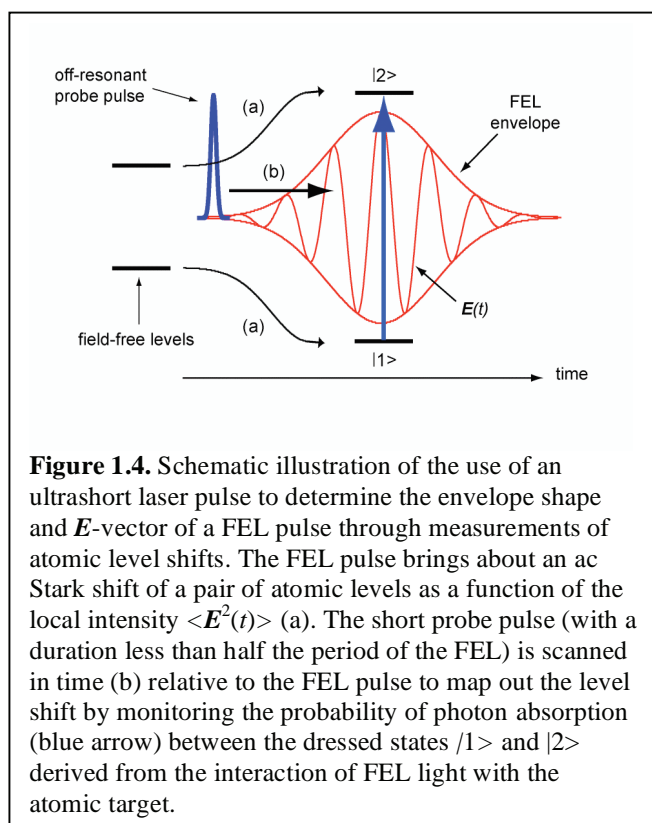 off-resonant
probe pulse
(a)
|2>
FEL
envelope
(b)
E(t)
(a)
field-free levels
|1>
time
Figure 1.4. Schematic illustration of the use of an
ultrashort laser pulse to determine the envelope shape
and E-vector of a FEL pulse through measurements of
atomic level shifts. The FEL pulse brings about an ac
Stark shift of a pair of atomic levels as a function of the
local intensity <E²(t)> (a). The short probe pulse (with a
duration less than half the period of the FEL) is scanned
in time (b) relative to the FEL pulse to map out the level
shift by monitoring the probability of photon absorption
(blue arrow) between the dressed states /1> and |2>
derived from the interaction of FEL light with the
atomic target.